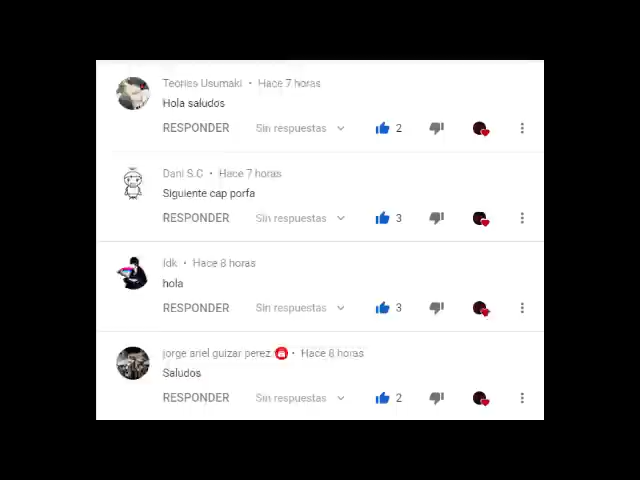 Teorias Usumaki • Hace 7 horas
Hola saludos
RESPONDER Sin respuestas 2
Dani S.C • Hace 7 horas
Siguiente cap porfa
RESPONDER Sin respuestas 3
Idk • Hace 8 horas
hola
RESPONDER Sin respuestas 3
jorge ariel guizar perez • Hace 8 horas
Saludos
RESPONDER Sin respuestas 2